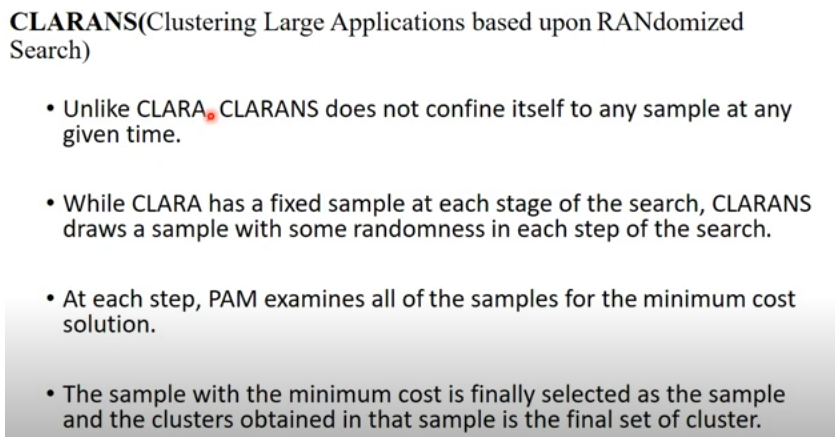 CLARANS(Clustering Large Applications based upon RANdomized
Search)
• Unlike CLARA, CLARANS does not confine itself to any sample at any
given time.
• While CLARA has a fixed sample at each stage of the search, CLARANS
draws a sample with some randomness in each step of the search.
• At each step, PAM examines all of the samples for the minimum cost
solution.
• The sample with the minimum cost is finally selected as the sample
and the clusters obtained in that sample is the final set of cluster.